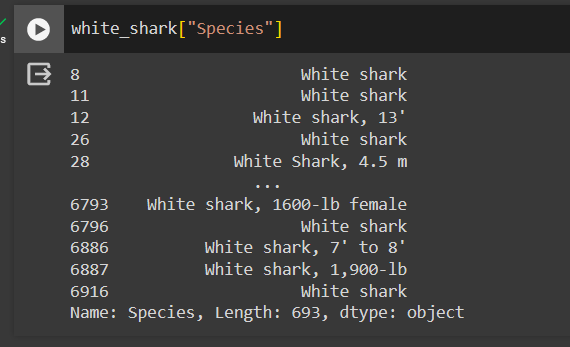 white_shark["Species"]
s
8 White shark
11 White shark
12 White shark, 13'
26 White shark
28 White Shark, 4.5 m
...
6793 White shark, 1600-lb female
6796 White shark
6886 White shark, 7' to 8'
6887 White shark, 1,900-lb
6916 White shark
Name: Species, Length: 693, dtype: object